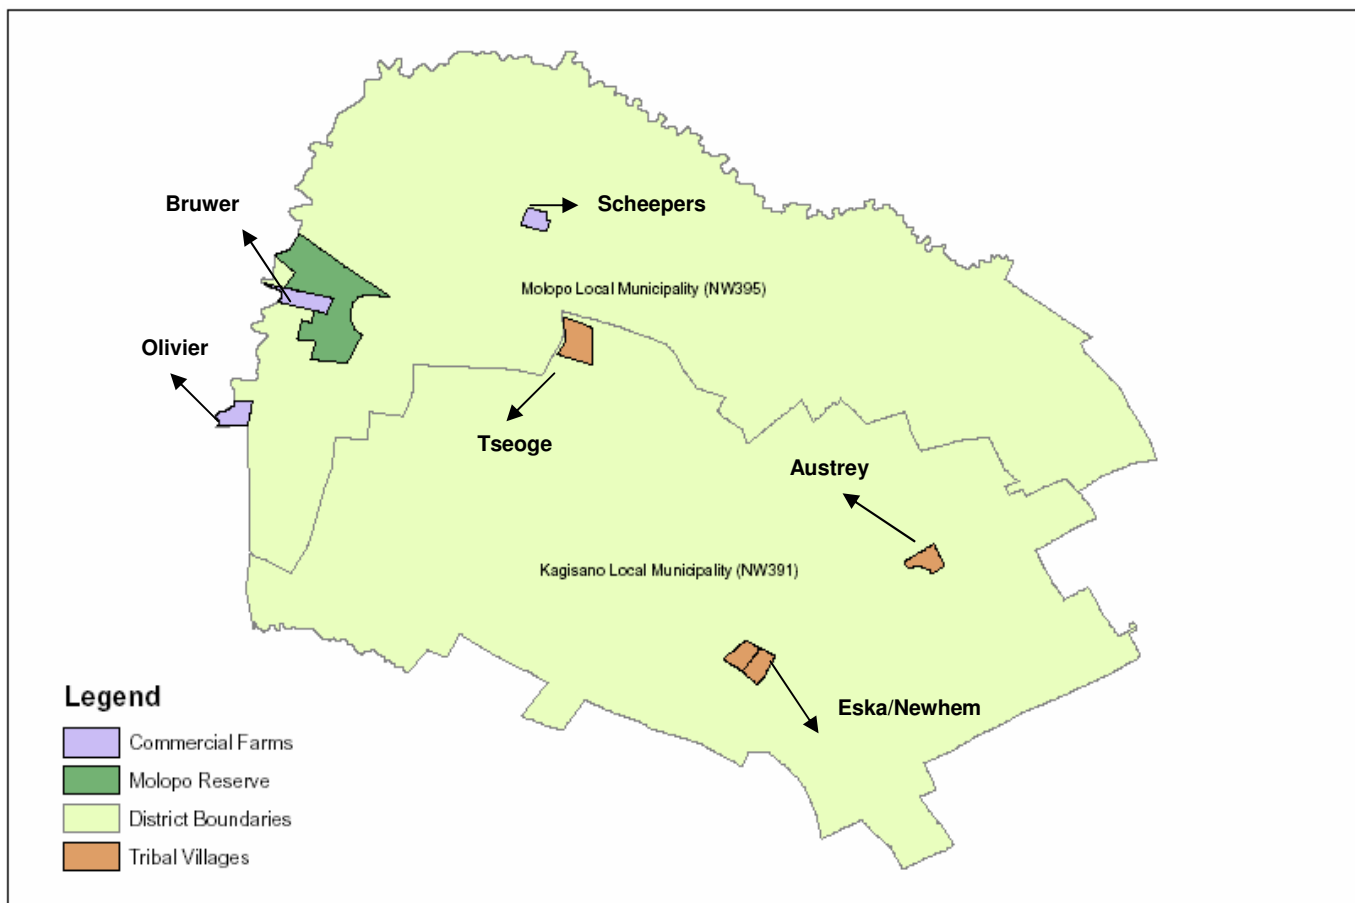 Bruwer
Scheepers
Molopo Local Municipality (NW395)
Olivier
Tseoge
Austrey
Kagisano Local Municipality (NW391)
Eska/Newhem
Legend
Commercial Farms
Molopo Reserve
District Boundaries
Tribal Villages